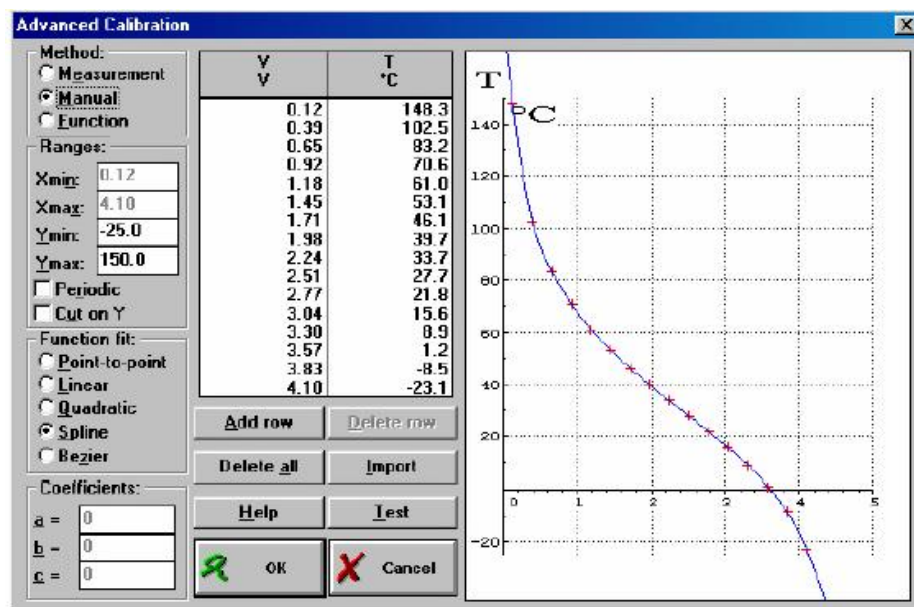 Advanced Calibration
Method:
Measurement
Manual
Function
Ranges:
Xmin: 0.12
Xmax: 4.10
Ymin: -25.0
Ymax: 150.0
Periodic
Cut on Y
Function fit:
Point-to-point
Linear
Quadratic
Spline
Bezier
Coefficients:
a = 0
b = 0
c = 0
V T
V °C
0.12 148.3
0.39 102.5
0.65 83.2
0.92 70.6
1.18 61.0
1.45 53.1
1.71 46.1
1.98 39.7
2.24 33.7
2.51 27.7
2.77 21.8
3.04 15.6
3.30 8.9
3.57 1.2
3.83 -8.5
4.10 -23.1
Add row Delete row
Delete all Import
Help Test
OK Cancel
T
°C
140
120
100
80
60
40
20
0 1 2 3 4 5
-20